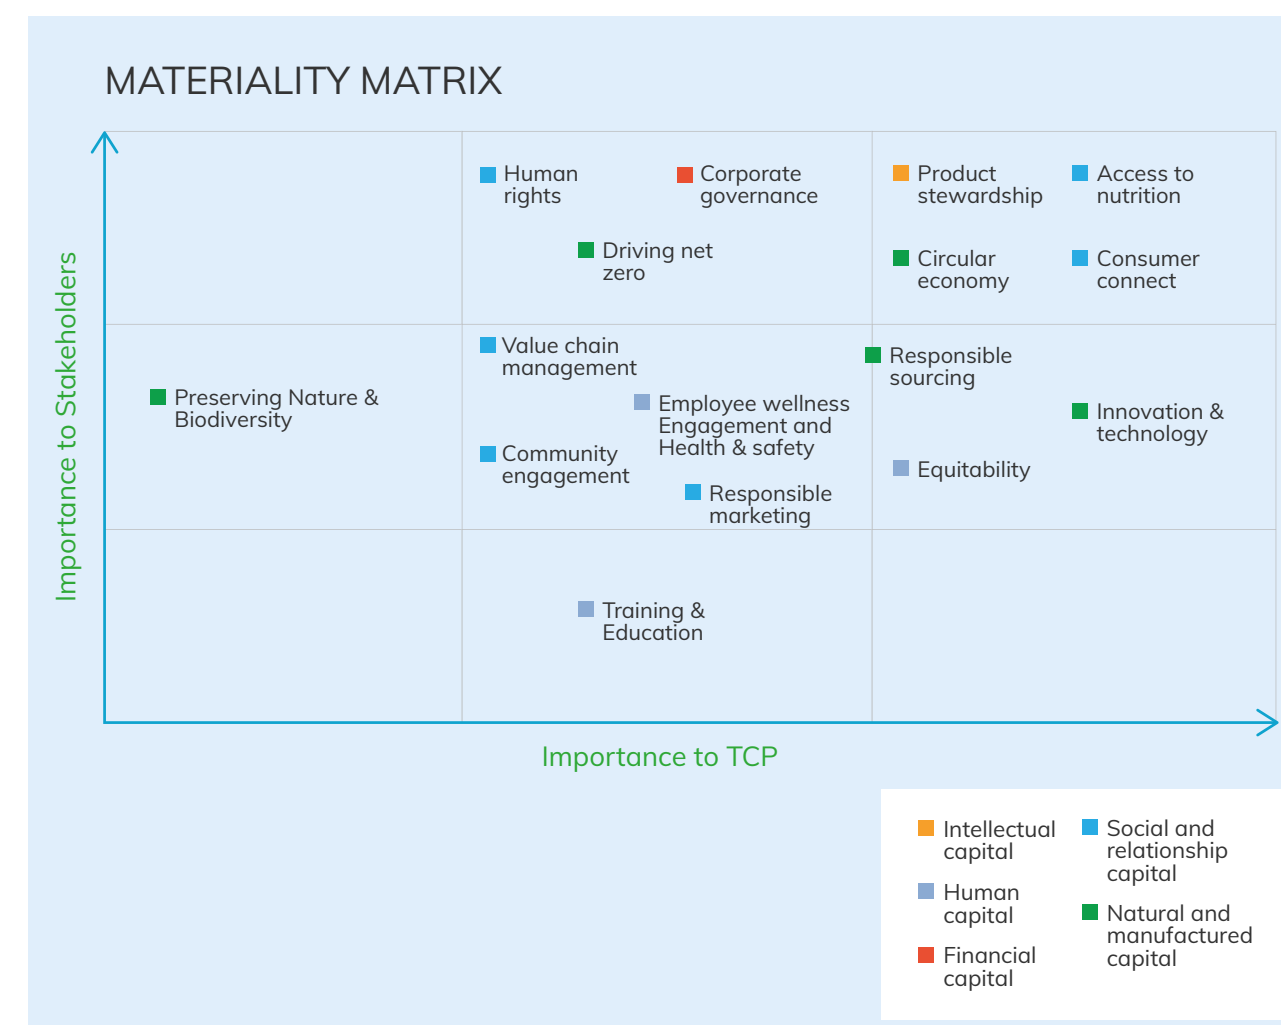 MATERIALITY MATRIX
Importance to Stakeholders
Human
rights
Corporate
governance
Product
stewardship
Access to
nutrition
Driving net
zero
Circular
economy
Consumer
connect
Value chain
management
Responsible
sourcing
Preserving Nature &
Biodiversity
Employee wellness
Engagement and
Health & safety
Innovation &
technology
Community
engagement
Equitability
Responsible
marketing
Training &
Education
Importance to TCP
Intellectual
capital
Human
capital
Financial
capital
Social and
relationship
capital
Natural and
manufactured
capital